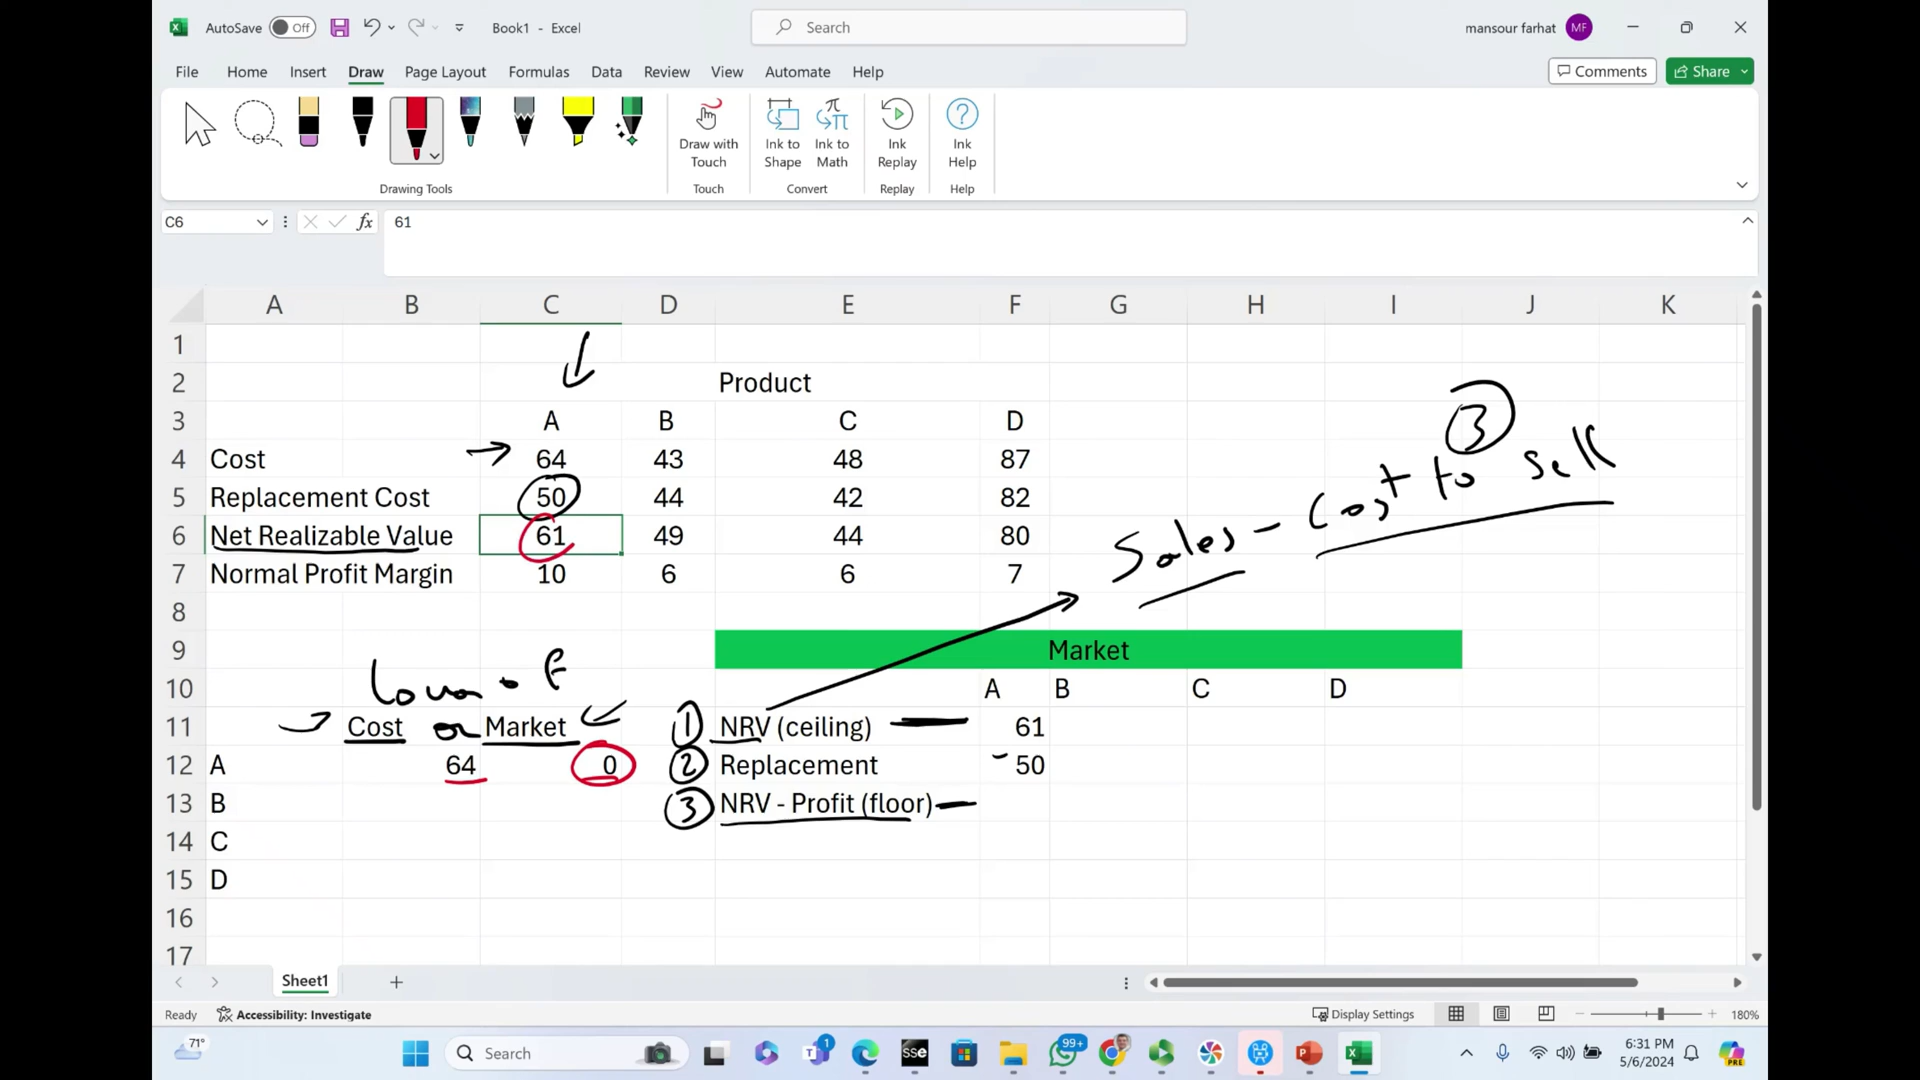 AutoSave Off Book1 - Excel Search mansour farhat MF
File Home Insert Draw Page Layout Formulas Data Review View Automate Help Comments Share
Draw with Touch Ink to Shape Ink to Math Ink Replay Ink Help
Drawing Tools Touch Convert Replay Help
C6 fx 61
A B C D E F G H I J K
1
2 Product
3 A B C D
4 Cost 64 43 48 87
5 Replacement Cost 50 44 42 82
6 Net Realizable Value 61 49 44 80
7 Normal Profit Margin 10 6 6 7
3
Sales - Cost to sell
8
9 Market
10 A B C D
11 Cost or Market 1 NRV (ceiling) 61
12 A 64 0 2 Replacement 50
13 B 3 NRV - Profit (floor)
14 C
15 D
16
17
Sheet1
Ready Accessibility: Investigate Display Settings 180%
71° Search 1 sse 99+ 6:31 PM
5/6/2024 PRE